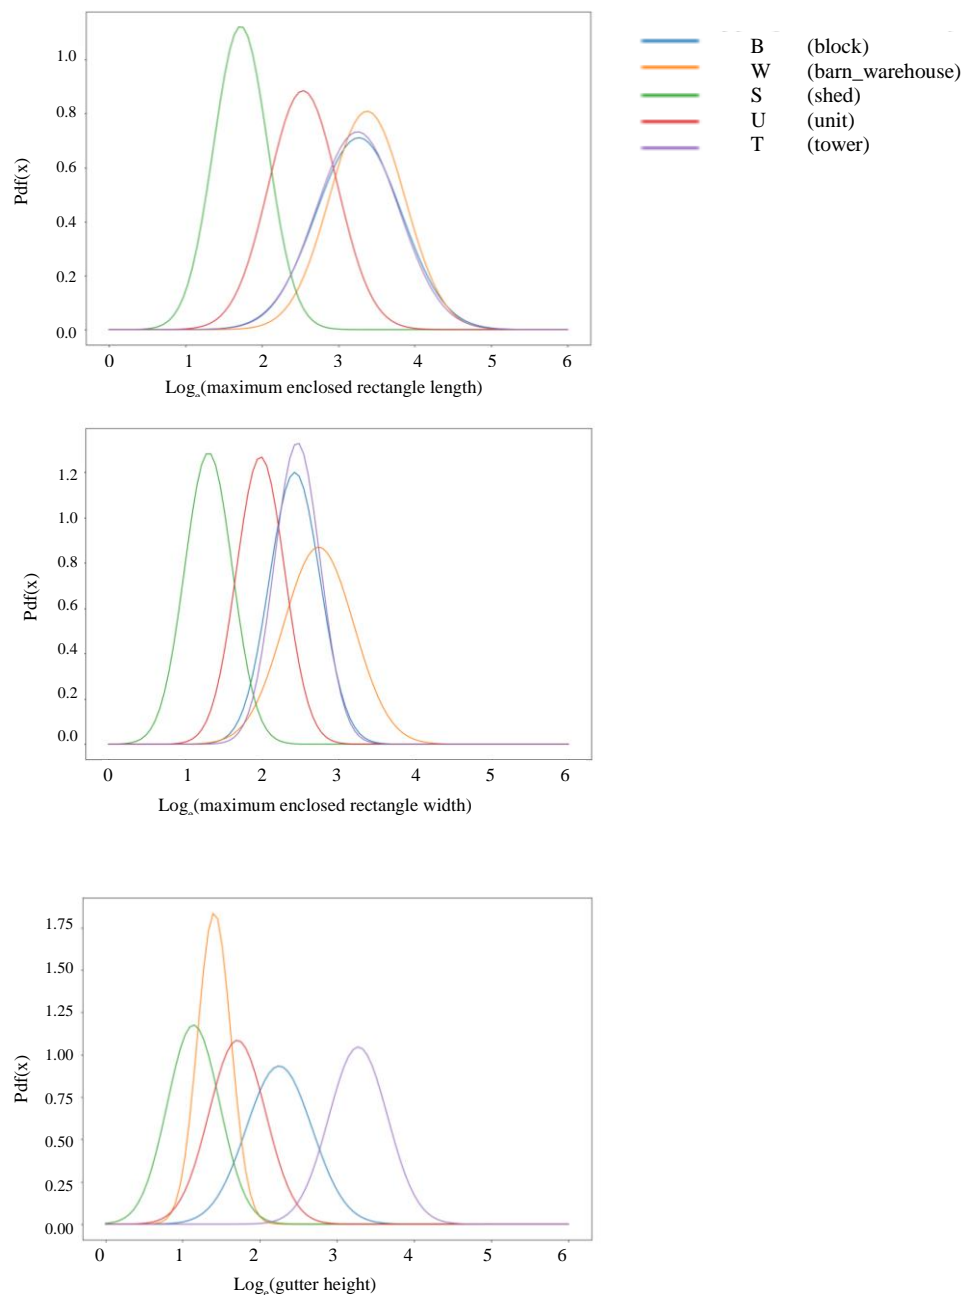 B (block)
W (barn_warehouse)
S (shed)
U (unit)
T (tower)
Pdf(x)
1.0
0.8
0.6
0.4
0.2
0.0
0 1 2 3 4 5 6
Logₑ(maximum enclosed rectangle length)
Pdf(x)
1.2
1.0
0.8
0.6
0.4
0.2
0.0
0 1 2 3 4 5 6
Logₑ(maximum enclosed rectangle width)
Pdf(x)
1.75
1.50
1.25
1.00
0.75
0.50
0.25
0.00
0 1 2 3 4 5 6
Logₑ(gutter height)